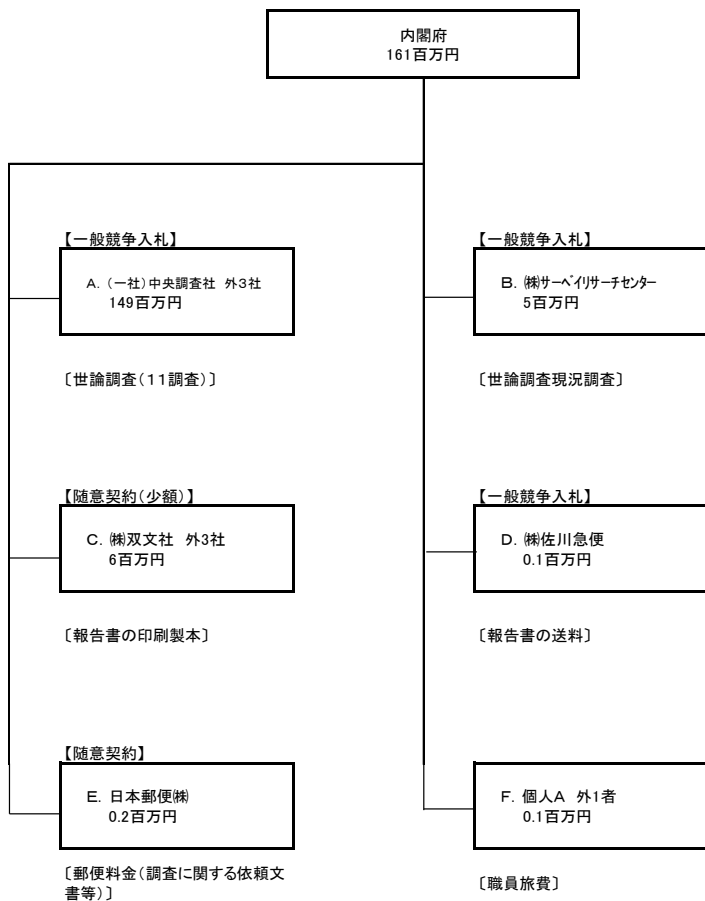 内閣府
161百万円
【一般競争入札】
A. (一社)中央調査社 外3社
149百万円
〔世論調査(11調査)〕
【一般競争入札】
B. ㈱サーベイリサーチセンター
5百万円
〔世論調査現況調査〕
【随意契約(少額)】
C. ㈱双文社 外3社
6百万円
〔報告書の印刷製本〕
【一般競争入札】
D. ㈱佐川急便
0.1百万円
〔報告書の送料〕
【随意契約】
E. 日本郵便㈱
0.2百万円
〔郵便料金(調査に関する依頼文
書等)〕
F. 個人A 外1者
0.1百万円
〔職員旅費〕